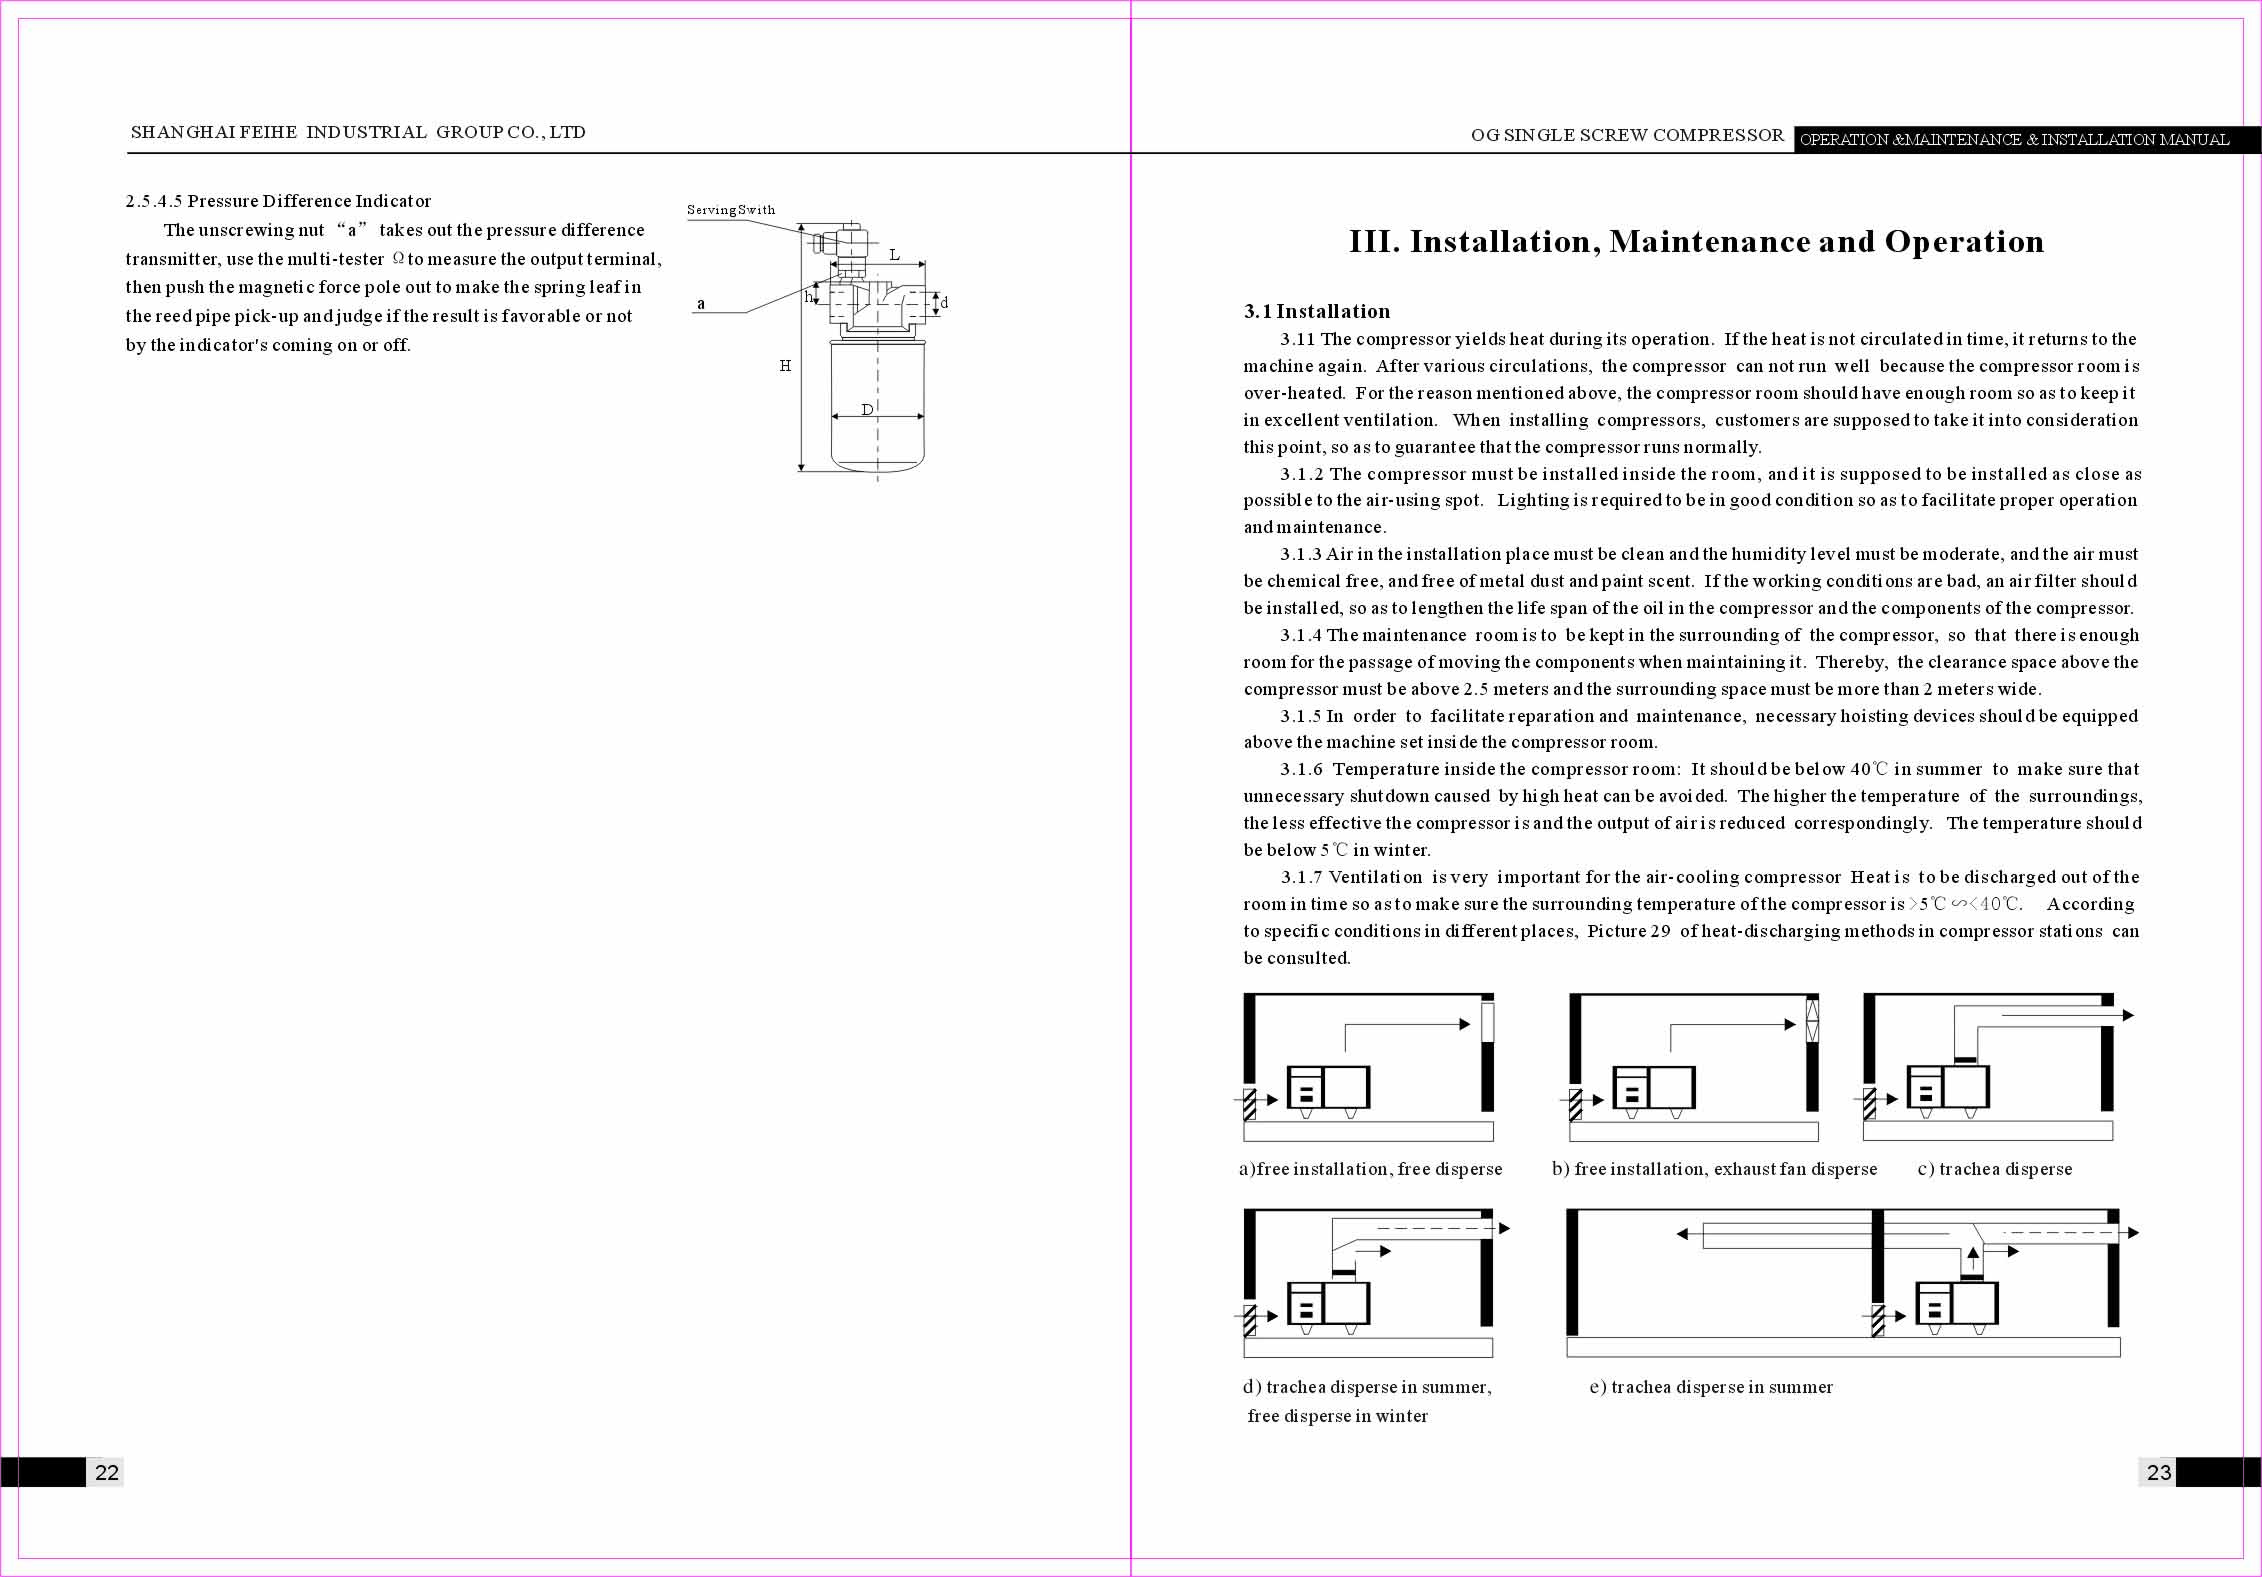 SHANGHAI FEIHE INDUSTRIAL GROUP CO., LTD
2.5.4.5 Pressure Difference Indicator
The unscrewing nut “a” takes out the pressure difference
transmitter, use the multi-tester Ω to measure the output terminal,
then push the magnetic force pole out to make the spring leaf in
the reed pipe pick-up and judge if the result is favorable or not
by the indicator's coming on or off.
Serving Swith
L
h
d
a
H
D
22
OG SINGLE SCREW COMPRESSOR OPERATION &MAINTENANCE & INSTALLATION MANUAL
III. Installation, Maintenance and Operation
3.1 Installation
3.11 The compressor yields heat during its operation. If the heat is not circulated in time, it returns to the
machine again. After various circulations, the compressor can not run well because the compressor room is
over-heated. For the reason mentioned above, the compressor room should have enough room so as to keep it
in excellent ventilation. When installing compressors, customers are supposed to take it into consideration
this point, so as to guarantee that the compressor runs normally.
3.1.2 The compressor must be installed inside the room, and it is supposed to be installed as close as
possible to the air-using spot. Lighting is required to be in good condition so as to facilitate proper operation
and maintenance.
3.1.3 Air in the installation place must be clean and the humidity level must be moderate, and the air must
be chemical free, and free of metal dust and paint scent. If the working conditions are bad, an air filter should
be installed, so as to lengthen the life span of the oil in the compressor and the components of the compressor.
3.1.4 The maintenance room is to be kept in the surrounding of the compressor, so that there is enough
room for the passage of moving the components when maintaining it. Thereby, the clearance space above the
compressor must be above 2.5 meters and the surrounding space must be more than 2 meters wide.
3.1.5 In order to facilitate reparation and maintenance, necessary hoisting devices should be equipped
above the machine set inside the compressor room.
3.1.6 Temperature inside the compressor room: It should be below 40℃ in summer to make sure that
unnecessary shutdown caused by high heat can be avoided. The higher the temperature of the surroundings,
the less effective the compressor is and the output of air is reduced correspondingly. The temperature should
be below 5℃ in winter.
3.1.7 Ventilation is very important for the air-cooling compressor Heat is to be discharged out of the
room in time so as to make sure the surrounding temperature of the compressor is >5℃∽<40℃. According
to specific conditions in different places, Picture 29 of heat-discharging methods in compressor stations can
be consulted.
a)free installation, free disperse
b) free installation, exhaust fan disperse
c) trachea disperse
d) trachea disperse in summer,
free disperse in winter
e) trachea disperse in summer
23